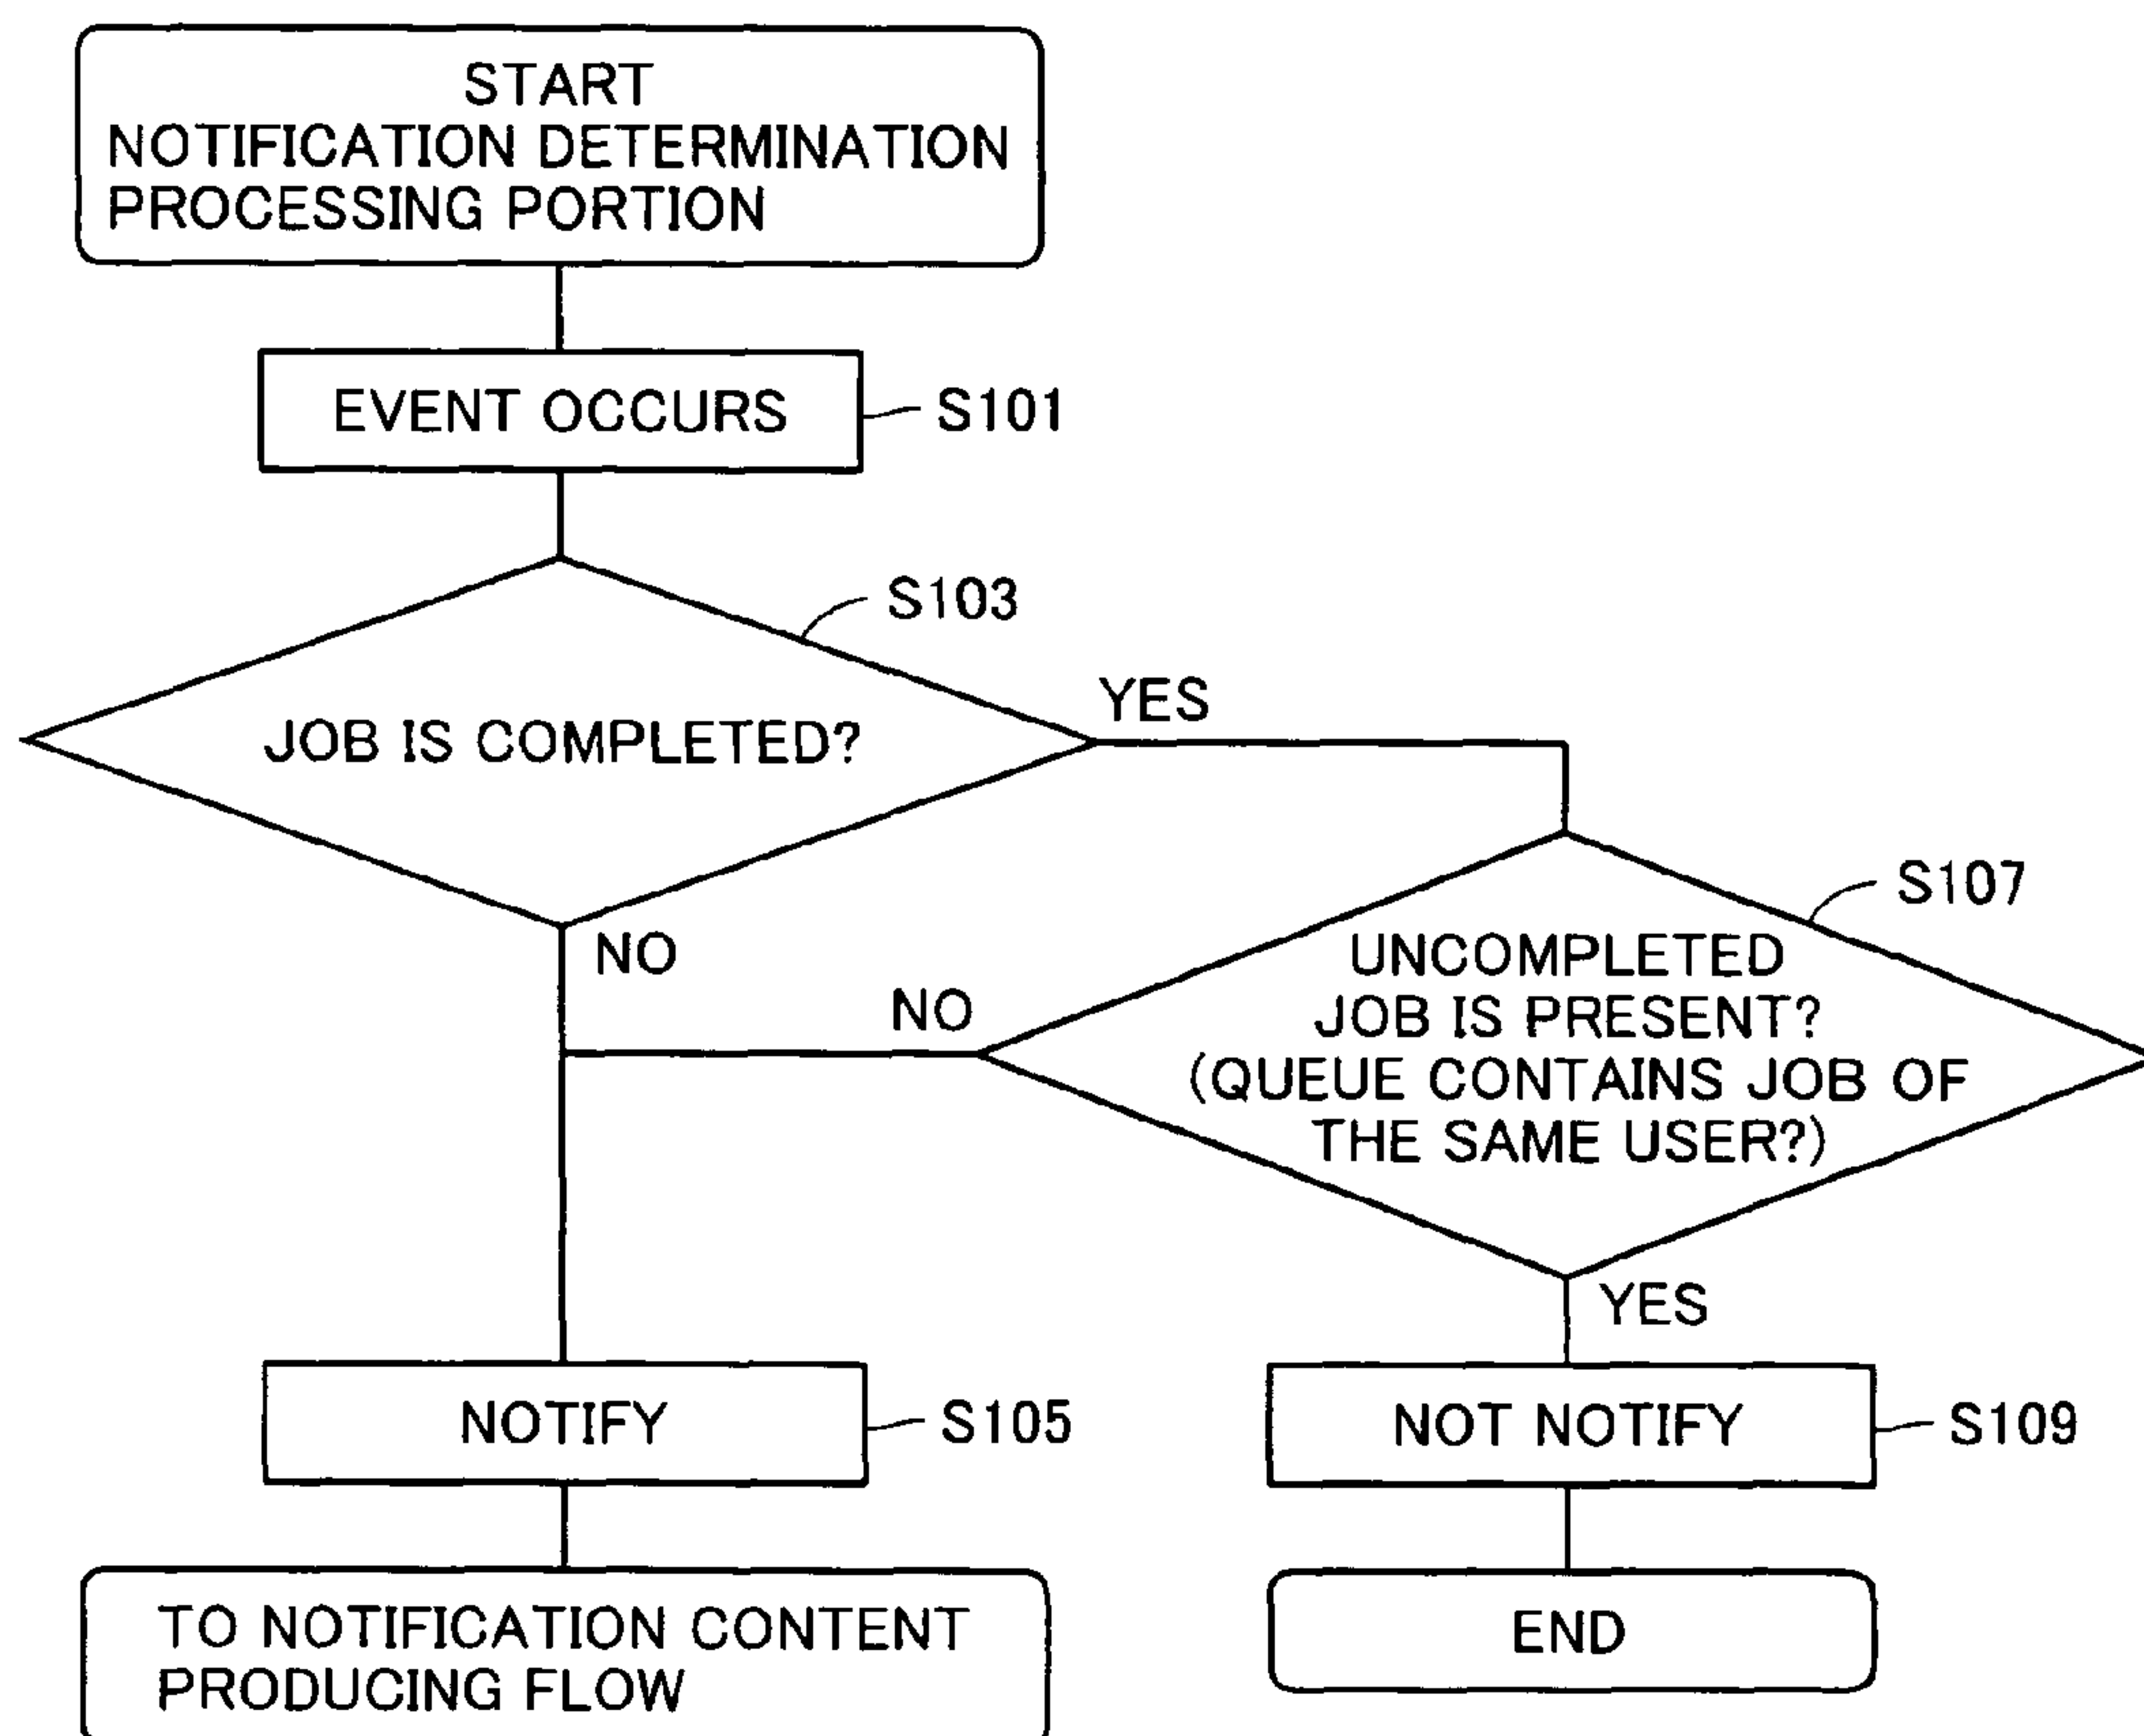 START
NOTIFICATION DETERMINATION
PROCESSING PORTION
EVENT OCCURS
S101
S103
JOB IS COMPLETED?
YES
NO
S107
UNCOMPLETED
JOB IS PRESENT?
(QUEUE CONTAINS JOB OF
THE SAME USER?)
NO
YES
NOTIFY
S105
NOT NOTIFY
S109
TO NOTIFICATION CONTENT
PRODUCING FLOW
END